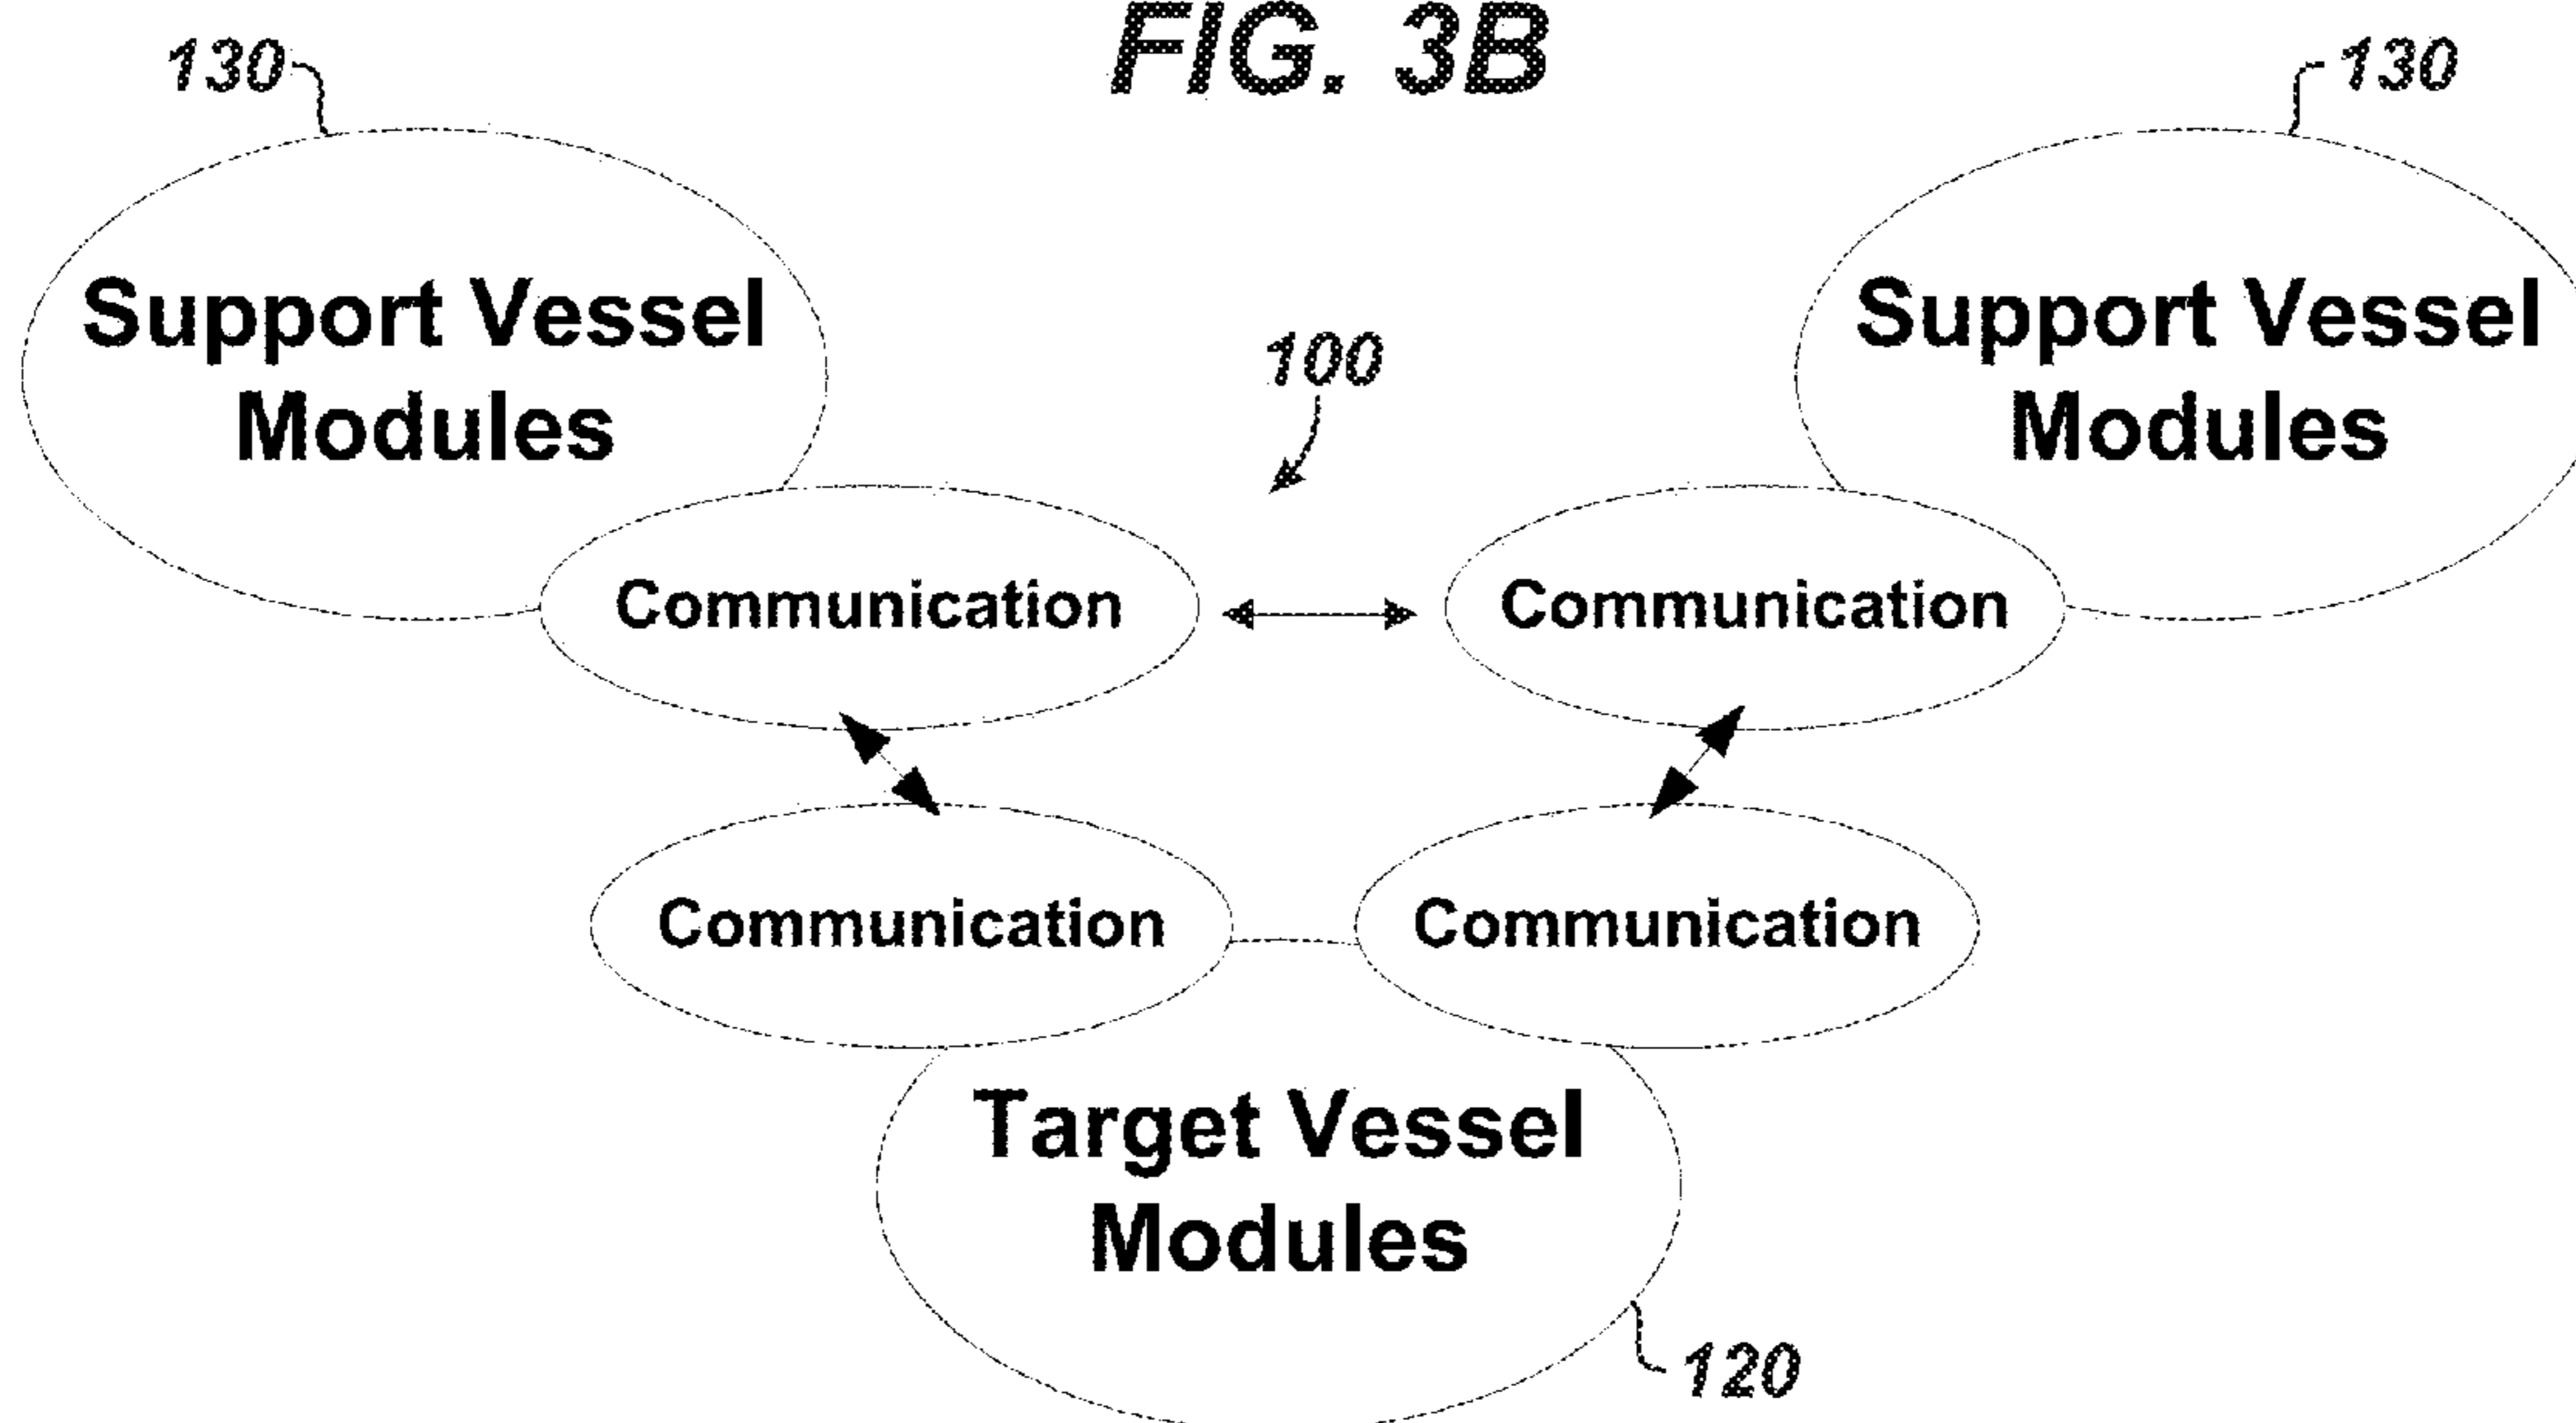 FIG. 3B
130
130
Support Vessel
Modules
Support Vessel
Modules
100
Communication
Communication
Communication
Communication
Target Vessel
Modules
120